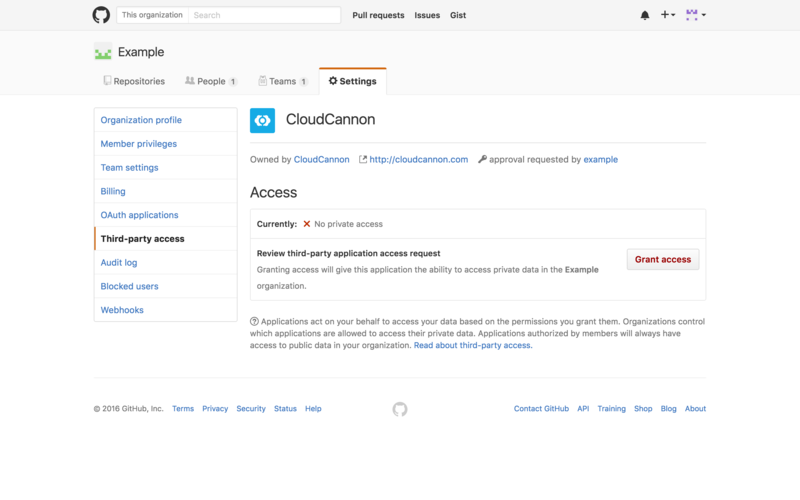 This organization Search Pull requests Issues Gist
Example
Repositories People 1 Teams 1 Settings
Organization profile
Member privileges
Team settings
Billing
OAuth applications
Third-party access
Audit log
Blocked users
Webhooks
CloudCannon
Owned by CloudCannon http://cloudcannon.com approval requested by example
Access
Currently: No private access
Review third-party application access request
Granting access will give this application the ability to access private data in the Example
organization.
Grant access
Applications act on your behalf to access your data based on the permissions you grant them. Organizations control
which applications are allowed to access their private data. Applications authorized by members will always have
access to public data in your organization. Read about third-party access.
© 2016 GitHub, Inc. Terms Privacy Security Status Help Contact GitHub API Training Shop Blog About